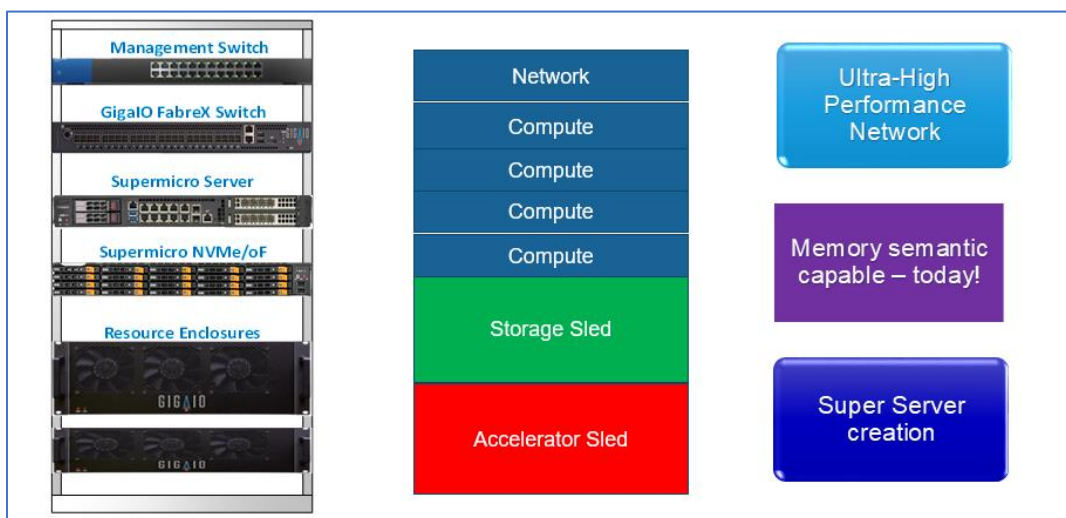 Management Switch
GigaIO FabreX Switch
GIGAIO
Supermicro Server
Supermicro NVMe/oF
Resource Enclosures
GIGAIO
GIGAIO
Network
Compute
Compute
Compute
Compute
Storage Sled
Accelerator Sled
Ultra-High
Performance
Network
Memory semantic
capable – today!
Super Server
creation